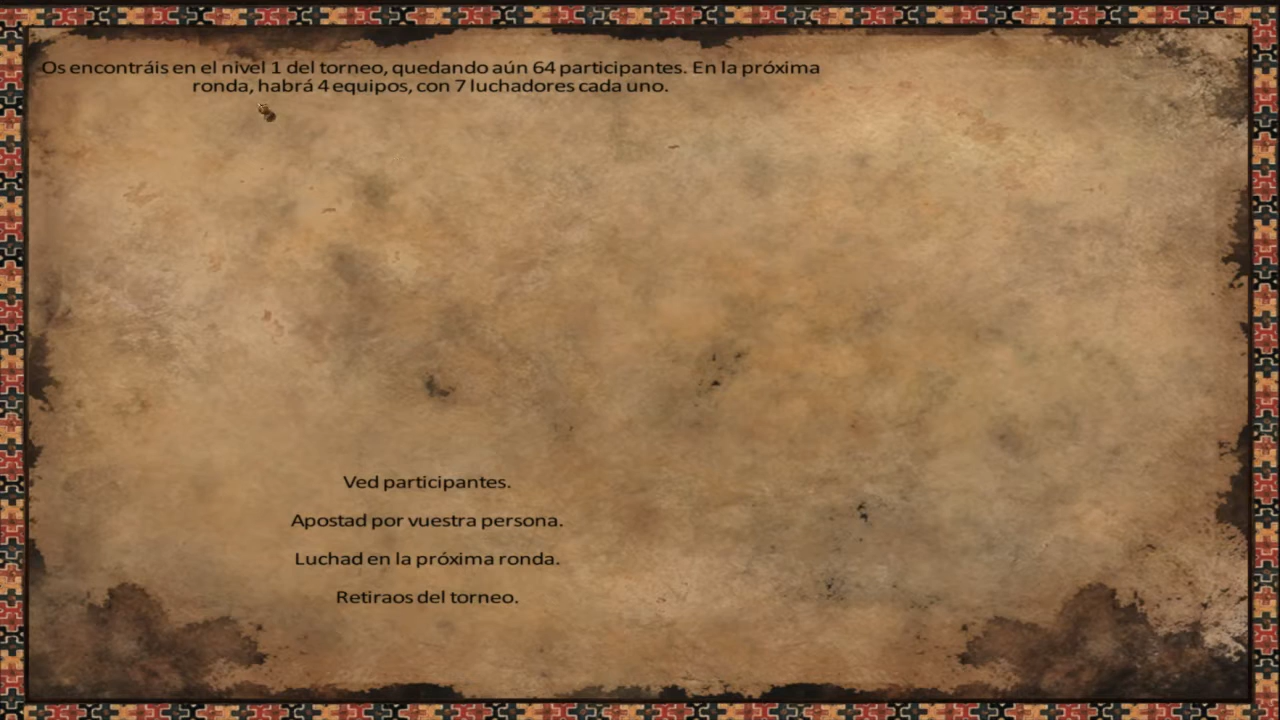 Os encontráis en el nivel 1 del torneo, quedando aún 64 participantes. En la próxima
ronda, habrá 4 equipos, con 7 luchadores cada uno.
Ved participantes.
Apostad por vuestra persona.
Luchad en la próxima ronda.
Retiraos del torneo.